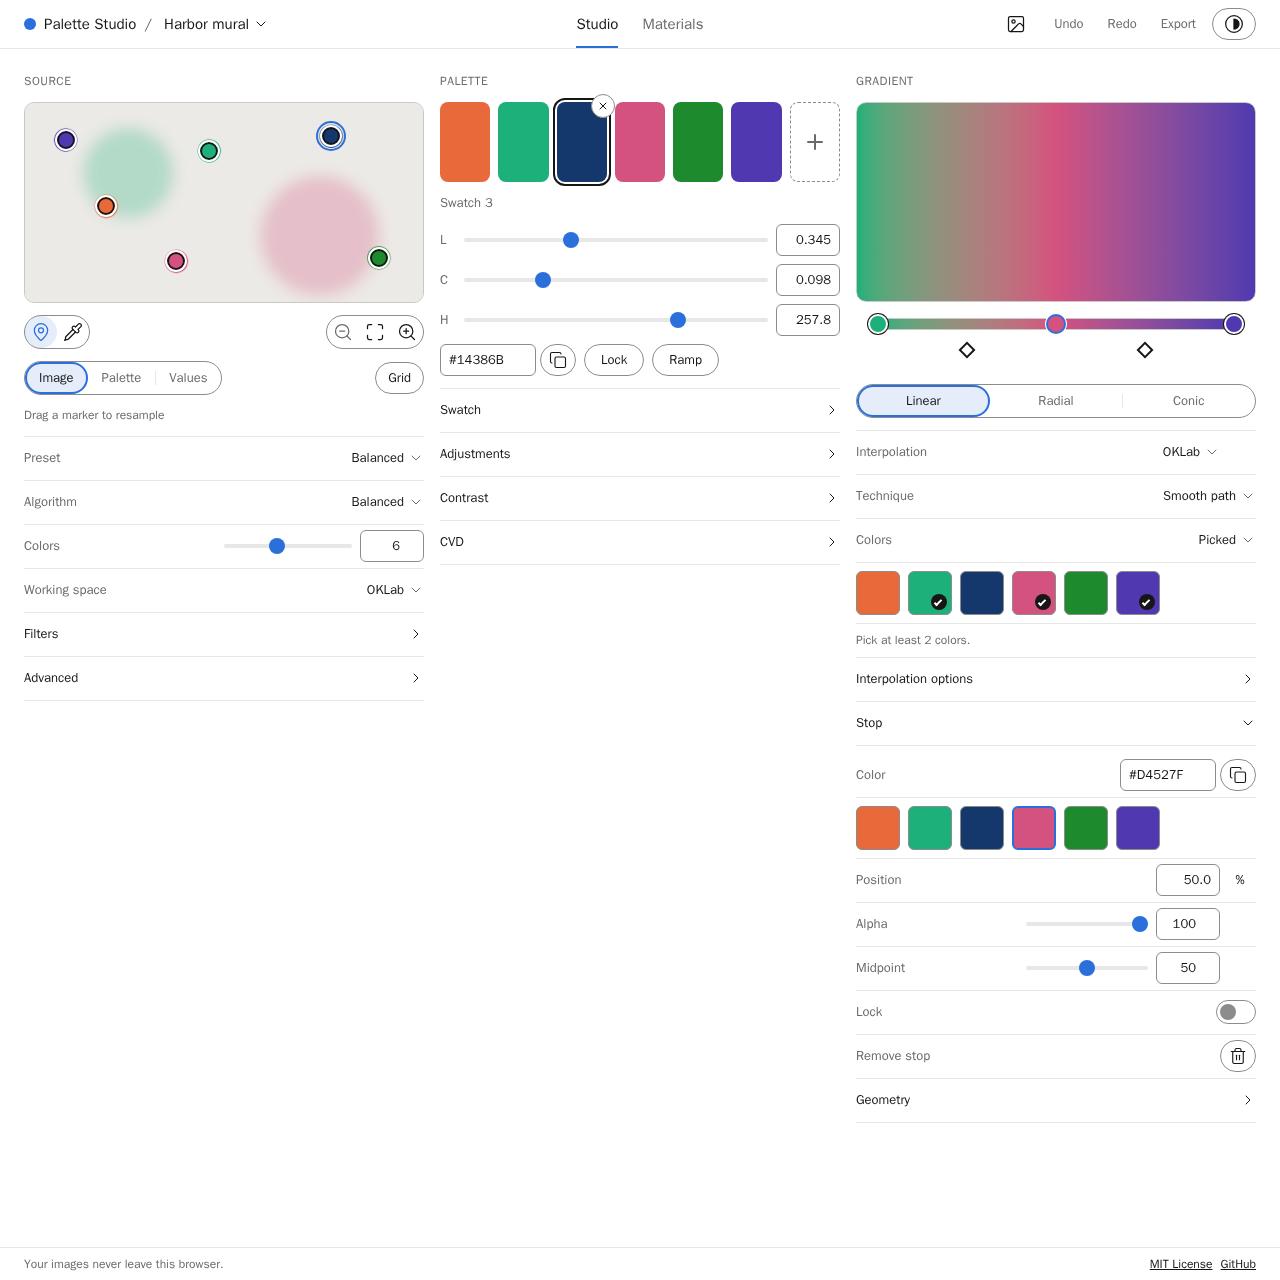 Palette Studio / Harbor mural
Studio Materials
Undo Redo Export
SOURCE
Image Palette Values Grid
Drag a marker to resample
Preset Balanced
Algorithm Balanced
Colors 6
Working space OKLab
Filters
Advanced
PALETTE
Swatch 3
L 0.345
C 0.098
H 257.8
#14386B Lock Ramp
Swatch
Adjustments
Contrast
CVD
GRADIENT
Linear Radial Conic
Interpolation OKLab
Technique Smooth path
Colors Picked
Pick at least 2 colors.
Interpolation options
Stop
Color #D4527F
Position 50.0 %
Alpha 100
Midpoint 50
Lock
Remove stop
Geometry
Your images never leave this browser.
MIT License GitHub